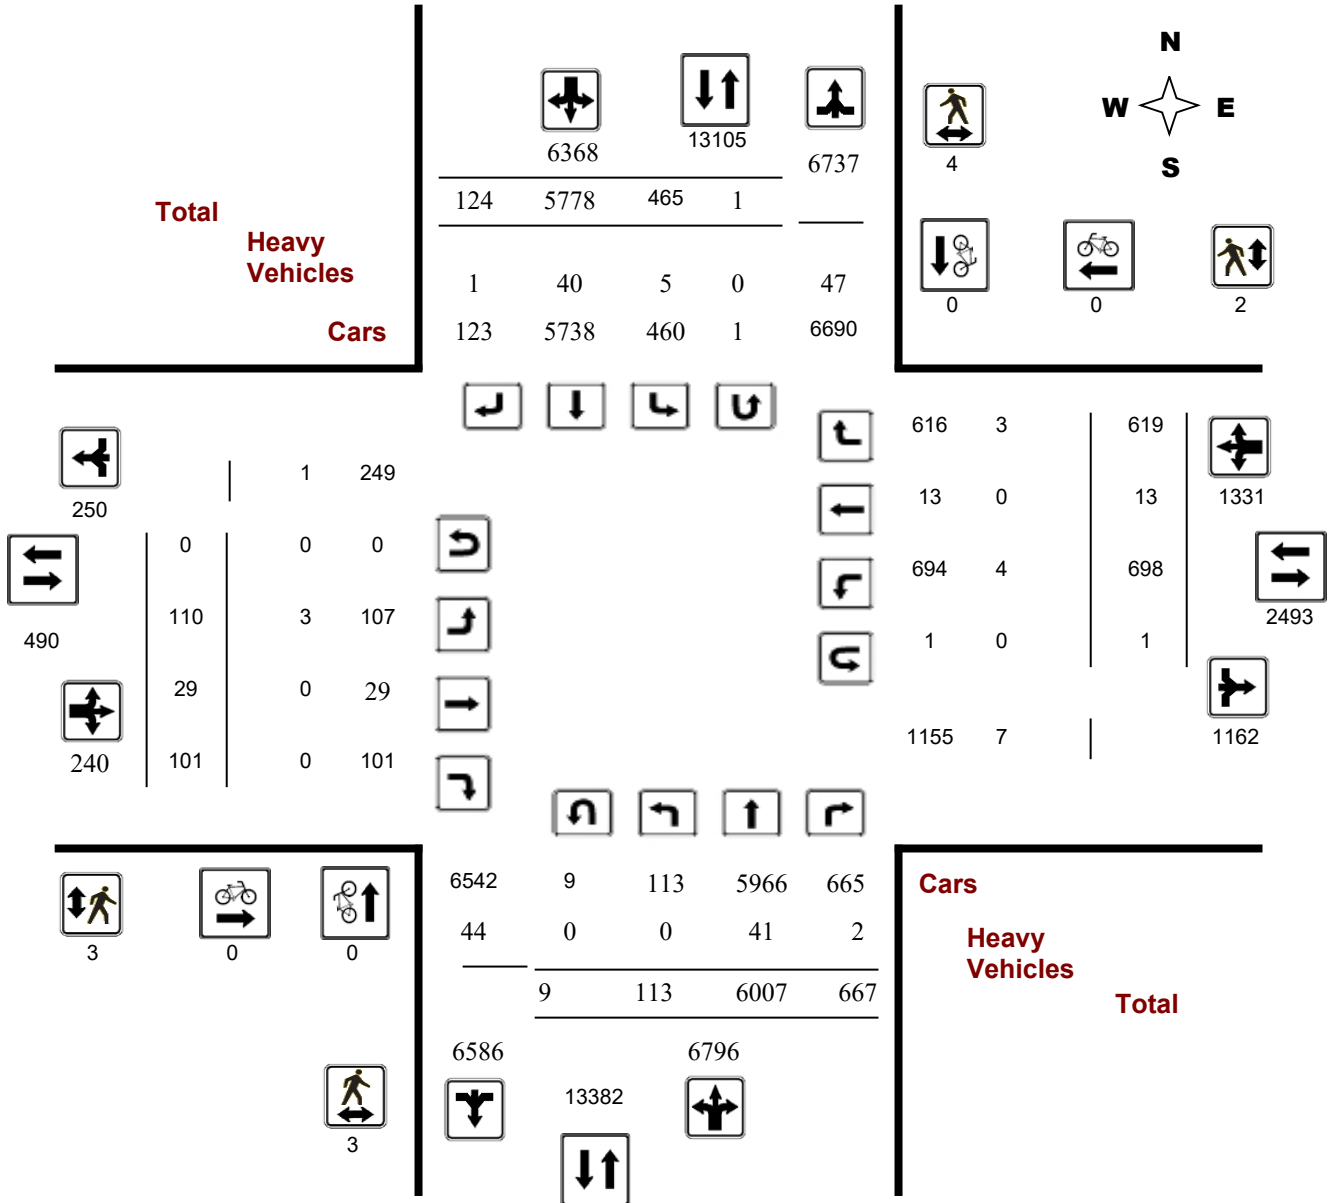 N
W E
S
6368 13105 6737 4
124 5778 465 1
Total
Heavy
Vehicles
1 40 5 0 47 0 0 2
Cars 123 5738 460 1 6690
616 3 619
1 249
250 13 0 13 1331
0 0 0
694 4 698
110 3 107 2493
490 1 0 1
29 0 29
1155 7 1162
240 101 0 101
6542 9 113 5966 665 Cars
44 0 0 41 2 Heavy
Vehicles
3 0 0
9 113 6007 667 Total
6586 6796
13382
3